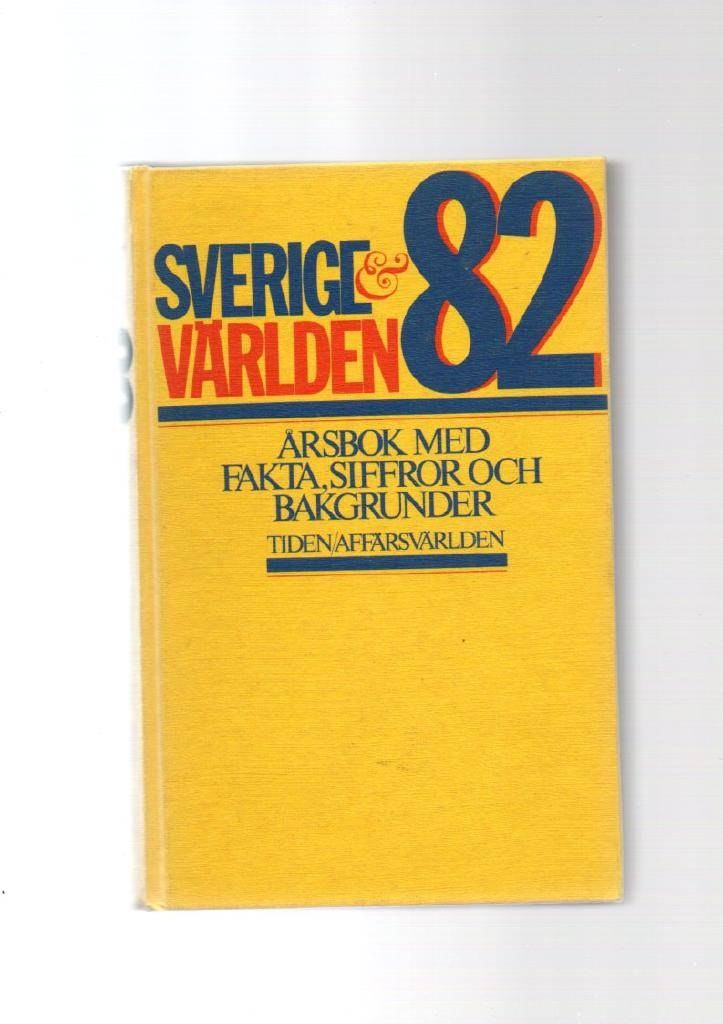 SVERIGE & 82
VÄRLDEN
ÅRSBOK MED
FAKTA, SIFFROR OCH
BAKGRUNDER
TIDEN/AFFÄRSVÄRLDEN